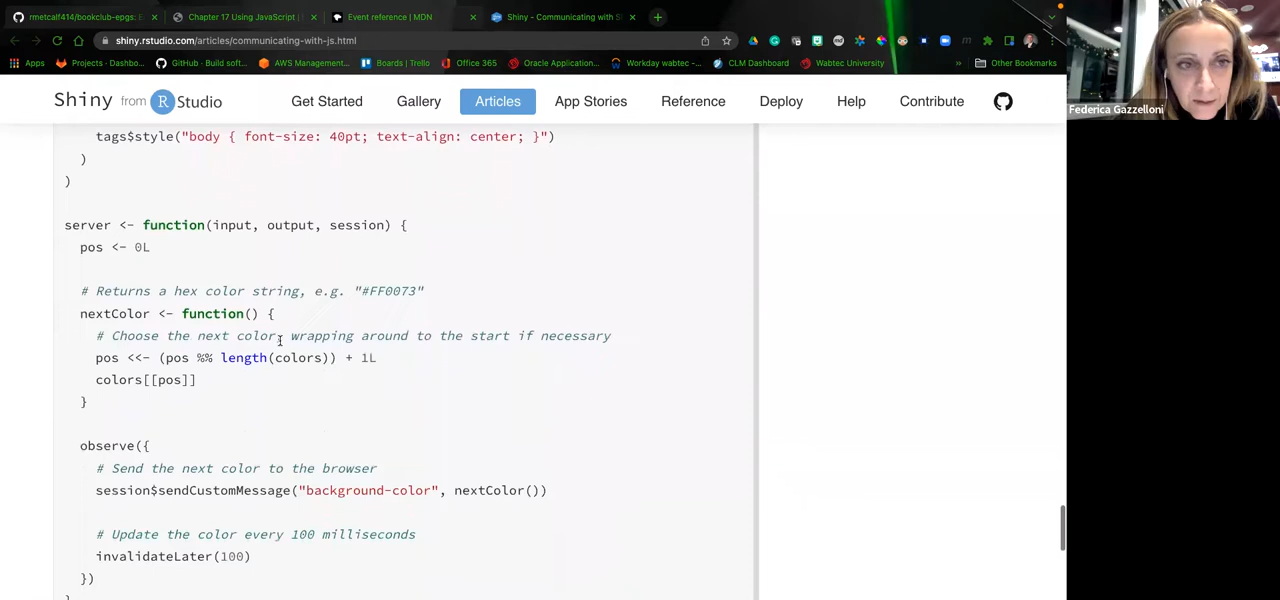 rmetcalf414/bookclub-epgs: E
Chapter 17 Using JavaScript
Event reference | MDN
Shiny - Communicating with S
shiny.rstudio.com/articles/communicating-with-js.html
Apps
Projects · Dashbo...
GitHub · Build soft...
AWS Management...
Boards | Trello
Office 365
Oracle Application...
Workday wabtec -...
CLM Dashboard
Wabtec University
Other Bookmarks
Federica Gazzelloni
Shiny from R Studio
Get Started
Gallery
Articles
App Stories
Reference
Deploy
Help
Contribute
tags$style("body { font-size: 40pt; text-align: center; }")
)
)
server <- function(input, output, session) {
pos <- 0L
# Returns a hex color string, e.g. "#FF0073"
nextColor <- function() {
# Choose the next color, wrapping around to the start if necessary
pos <<- (pos %% length(colors)) + 1L
colors[[pos]]
}
observe({
# Send the next color to the browser
session$sendCustomMessage("background-color", nextColor())
# Update the color every 100 milliseconds
invalidateLater(100)
})